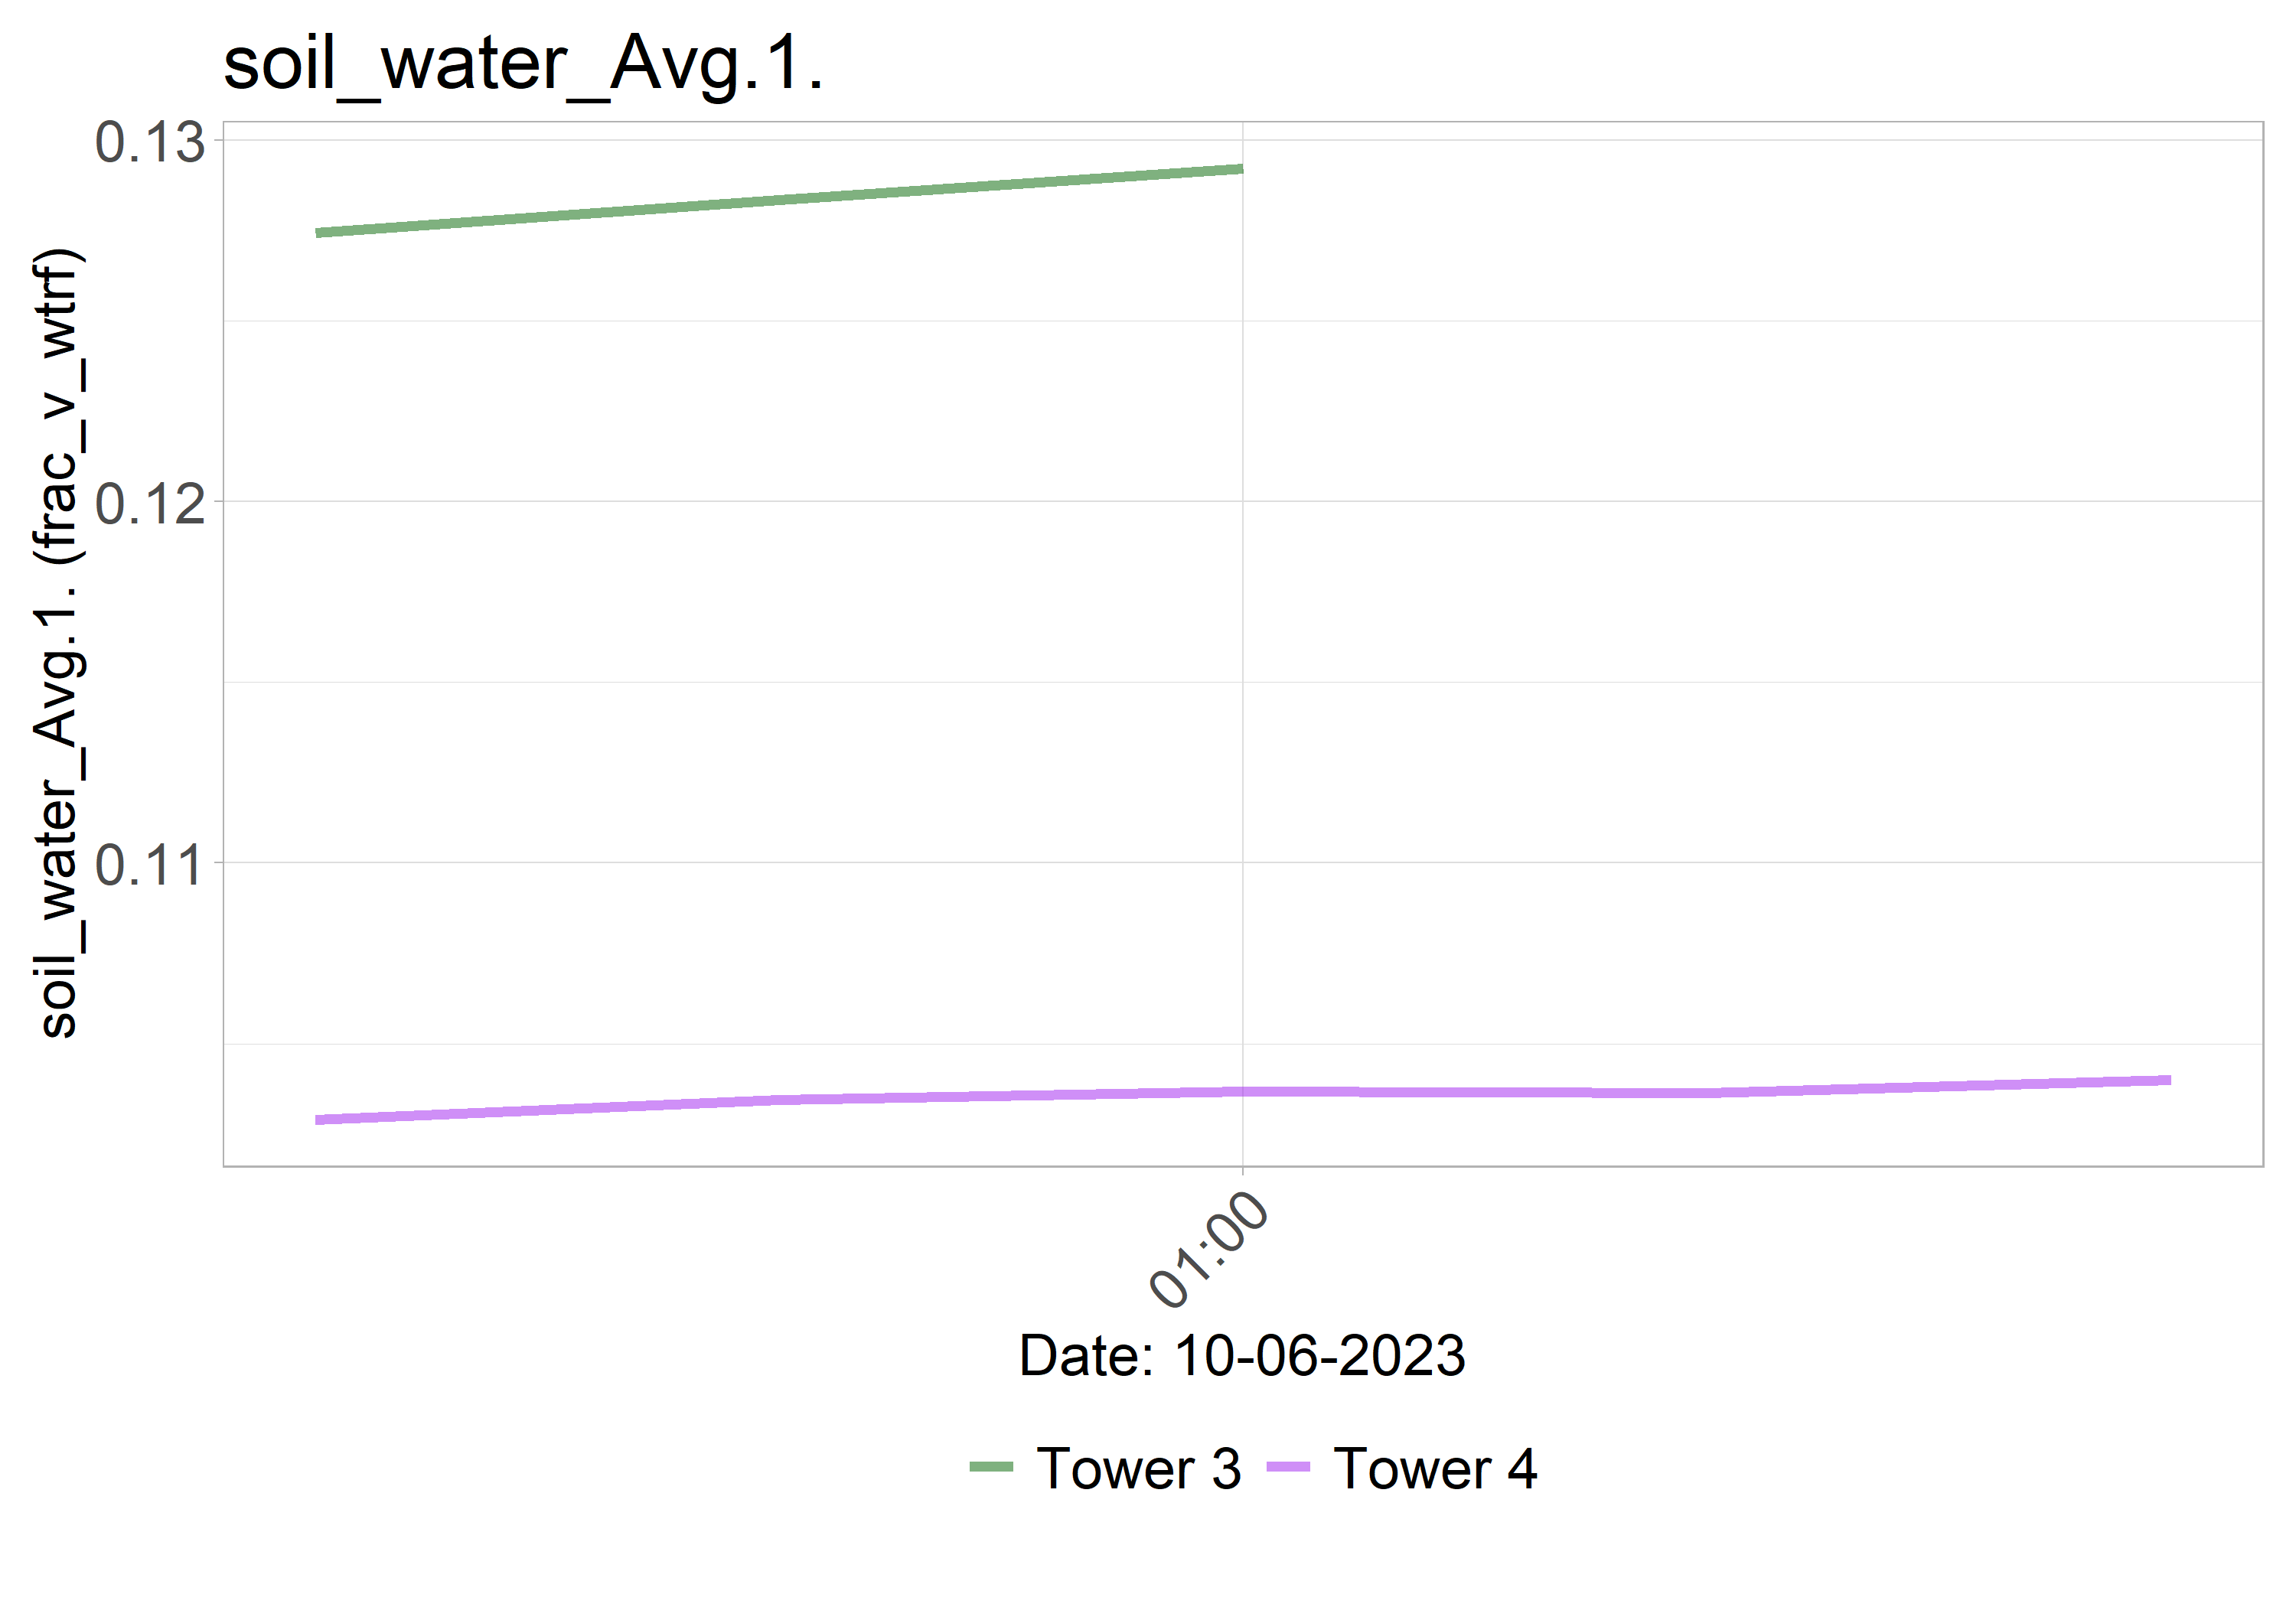 soil_water_Avg.1.
soil_water_Avg.1. (frac_v_wtrf)
0.13
0.12
0.11
01:00
Date: 10-06-2023
Tower 3 Tower 4